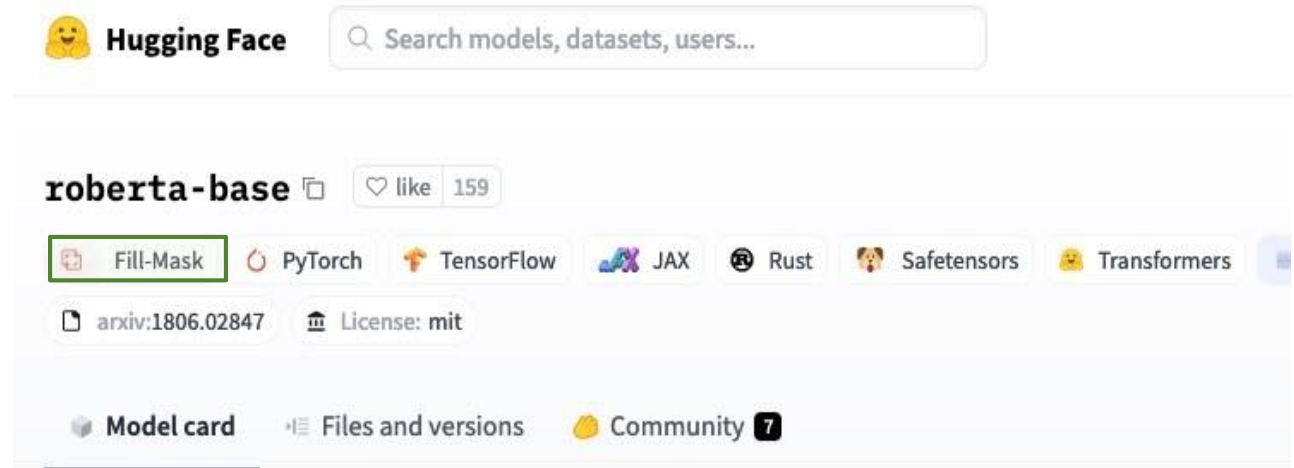 Hugging Face Search models, datasets, users...
roberta-base like 159
Fill-Mask PyTorch TensorFlow JAX Rust Safetensors Transformers
arxiv:1806.02847 License: mit
Model card Files and versions Community 7